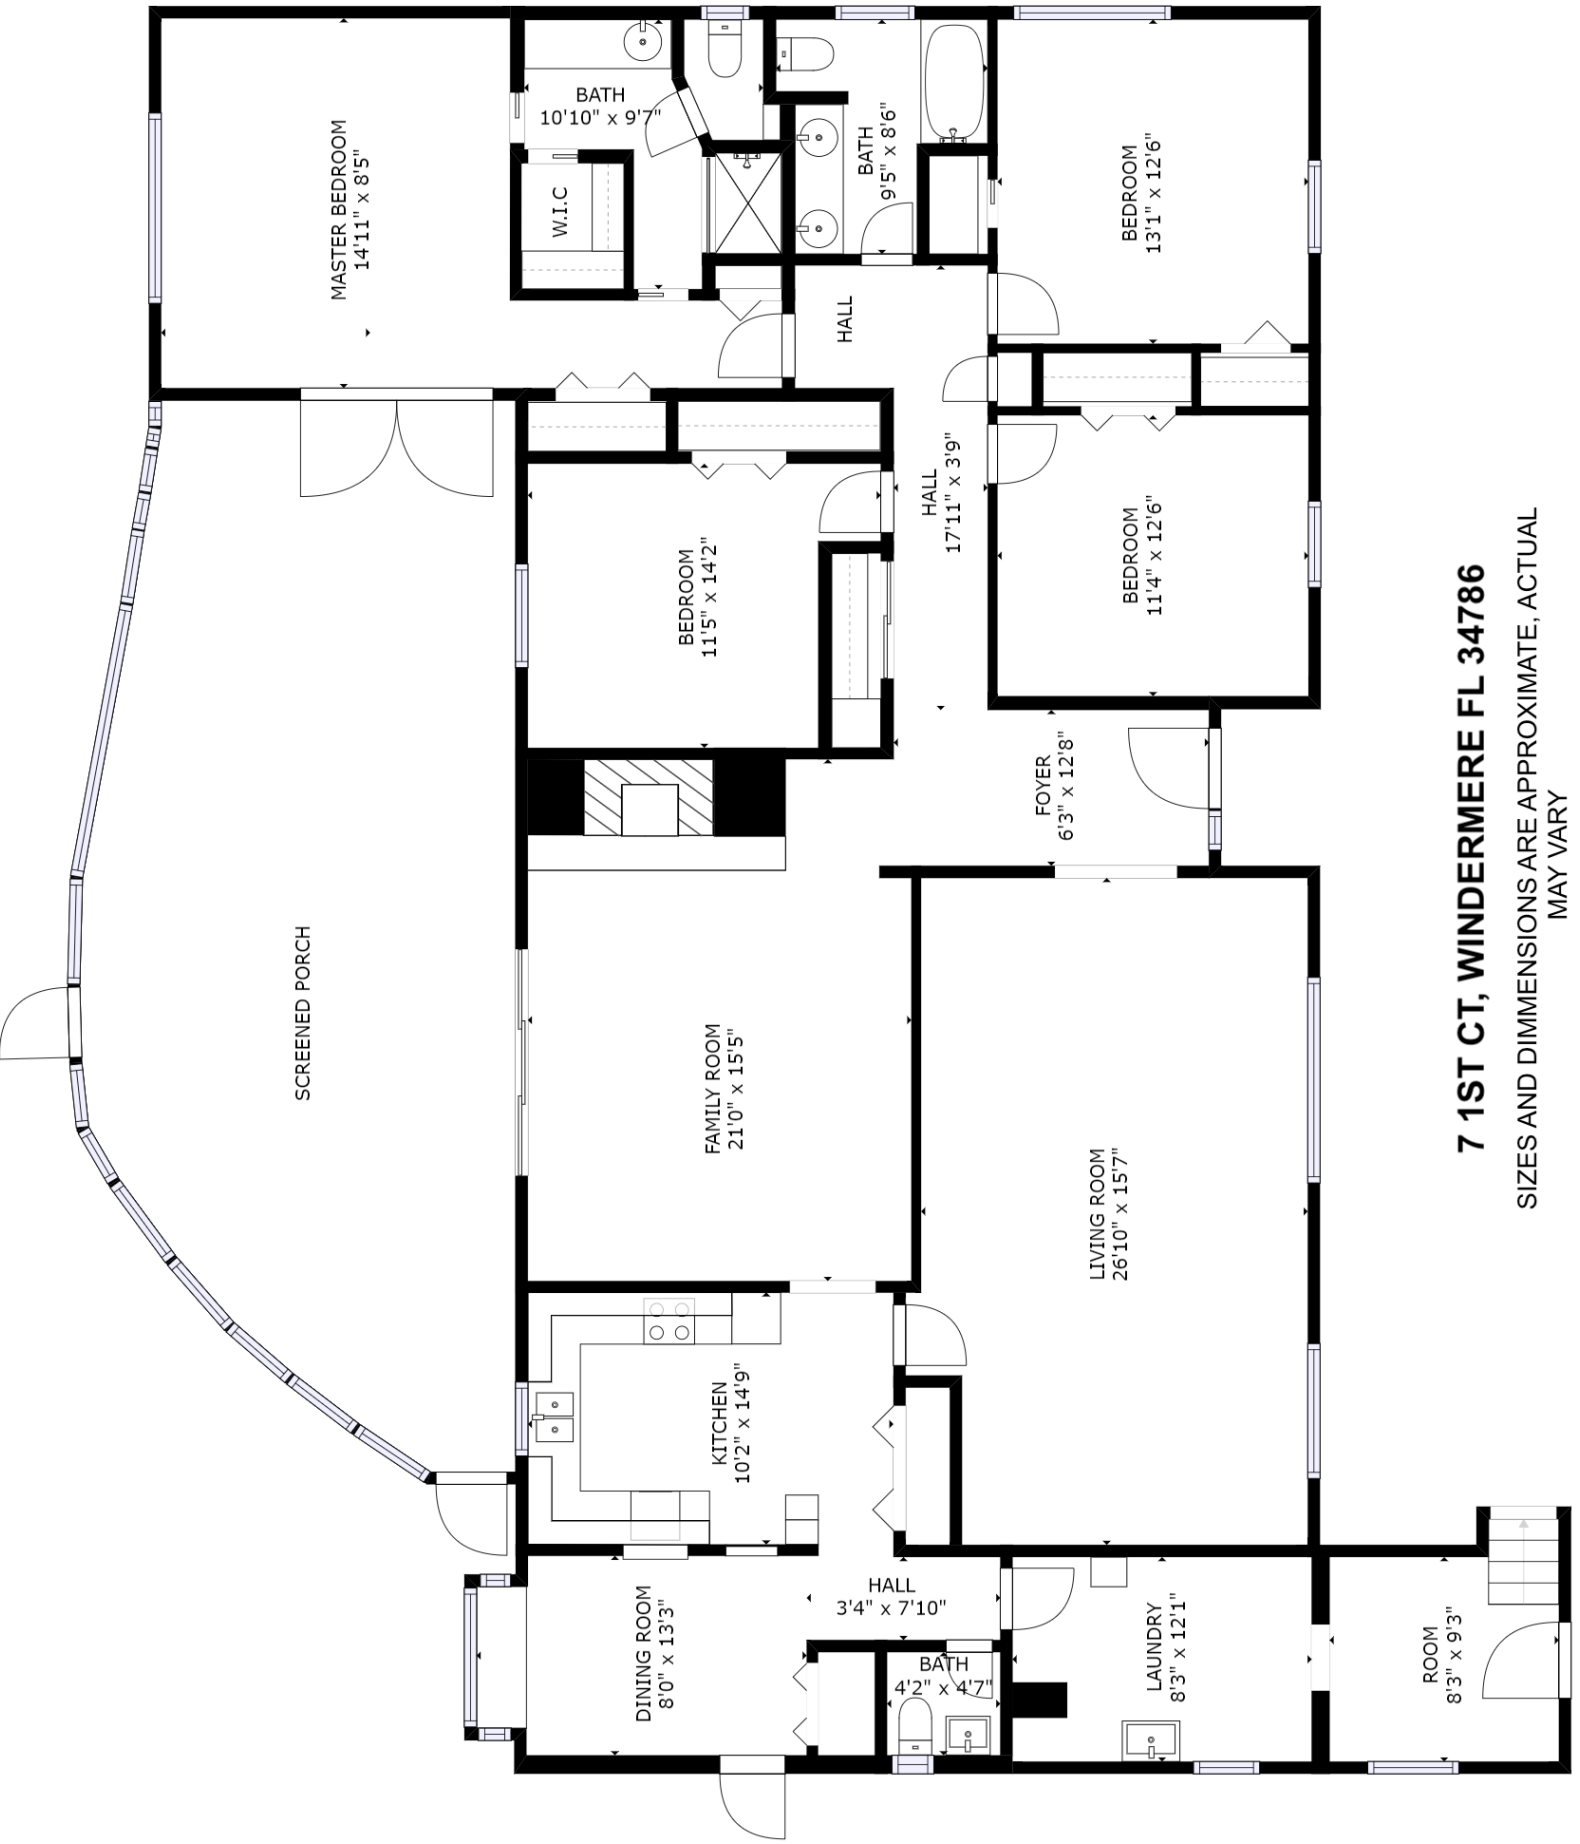 BATH
10'10" x 9'7"
MASTER BEDROOM
14'11" x 8'5"
W.I.C
BATH
9'5" x 8'6"
BEDROOM
13'1" x 12'6"
HALL
HALL
17'11" x 3'9"
BEDROOM
11'5" x 14'2"
BEDROOM
11'4" x 12'6"
FOYER
6'3" x 12'8"
SCREENED PORCH
FAMILY ROOM
21'0" x 15'5"
LIVING ROOM
26'10" x 15'7"
KITCHEN
10'2" x 14'9"
HALL
3'4" x 7'10"
DINING ROOM
8'0" x 13'3"
BATH
4'2" x 4'7"
LAUNDRY
8'3" x 12'1"
ROOM
8'3" x 9'3"
7 1ST CT, WINDERMERE FL 34786
SIZES AND DIMMENSIONS ARE APPROXIMATE, ACTUAL
MAY VARY